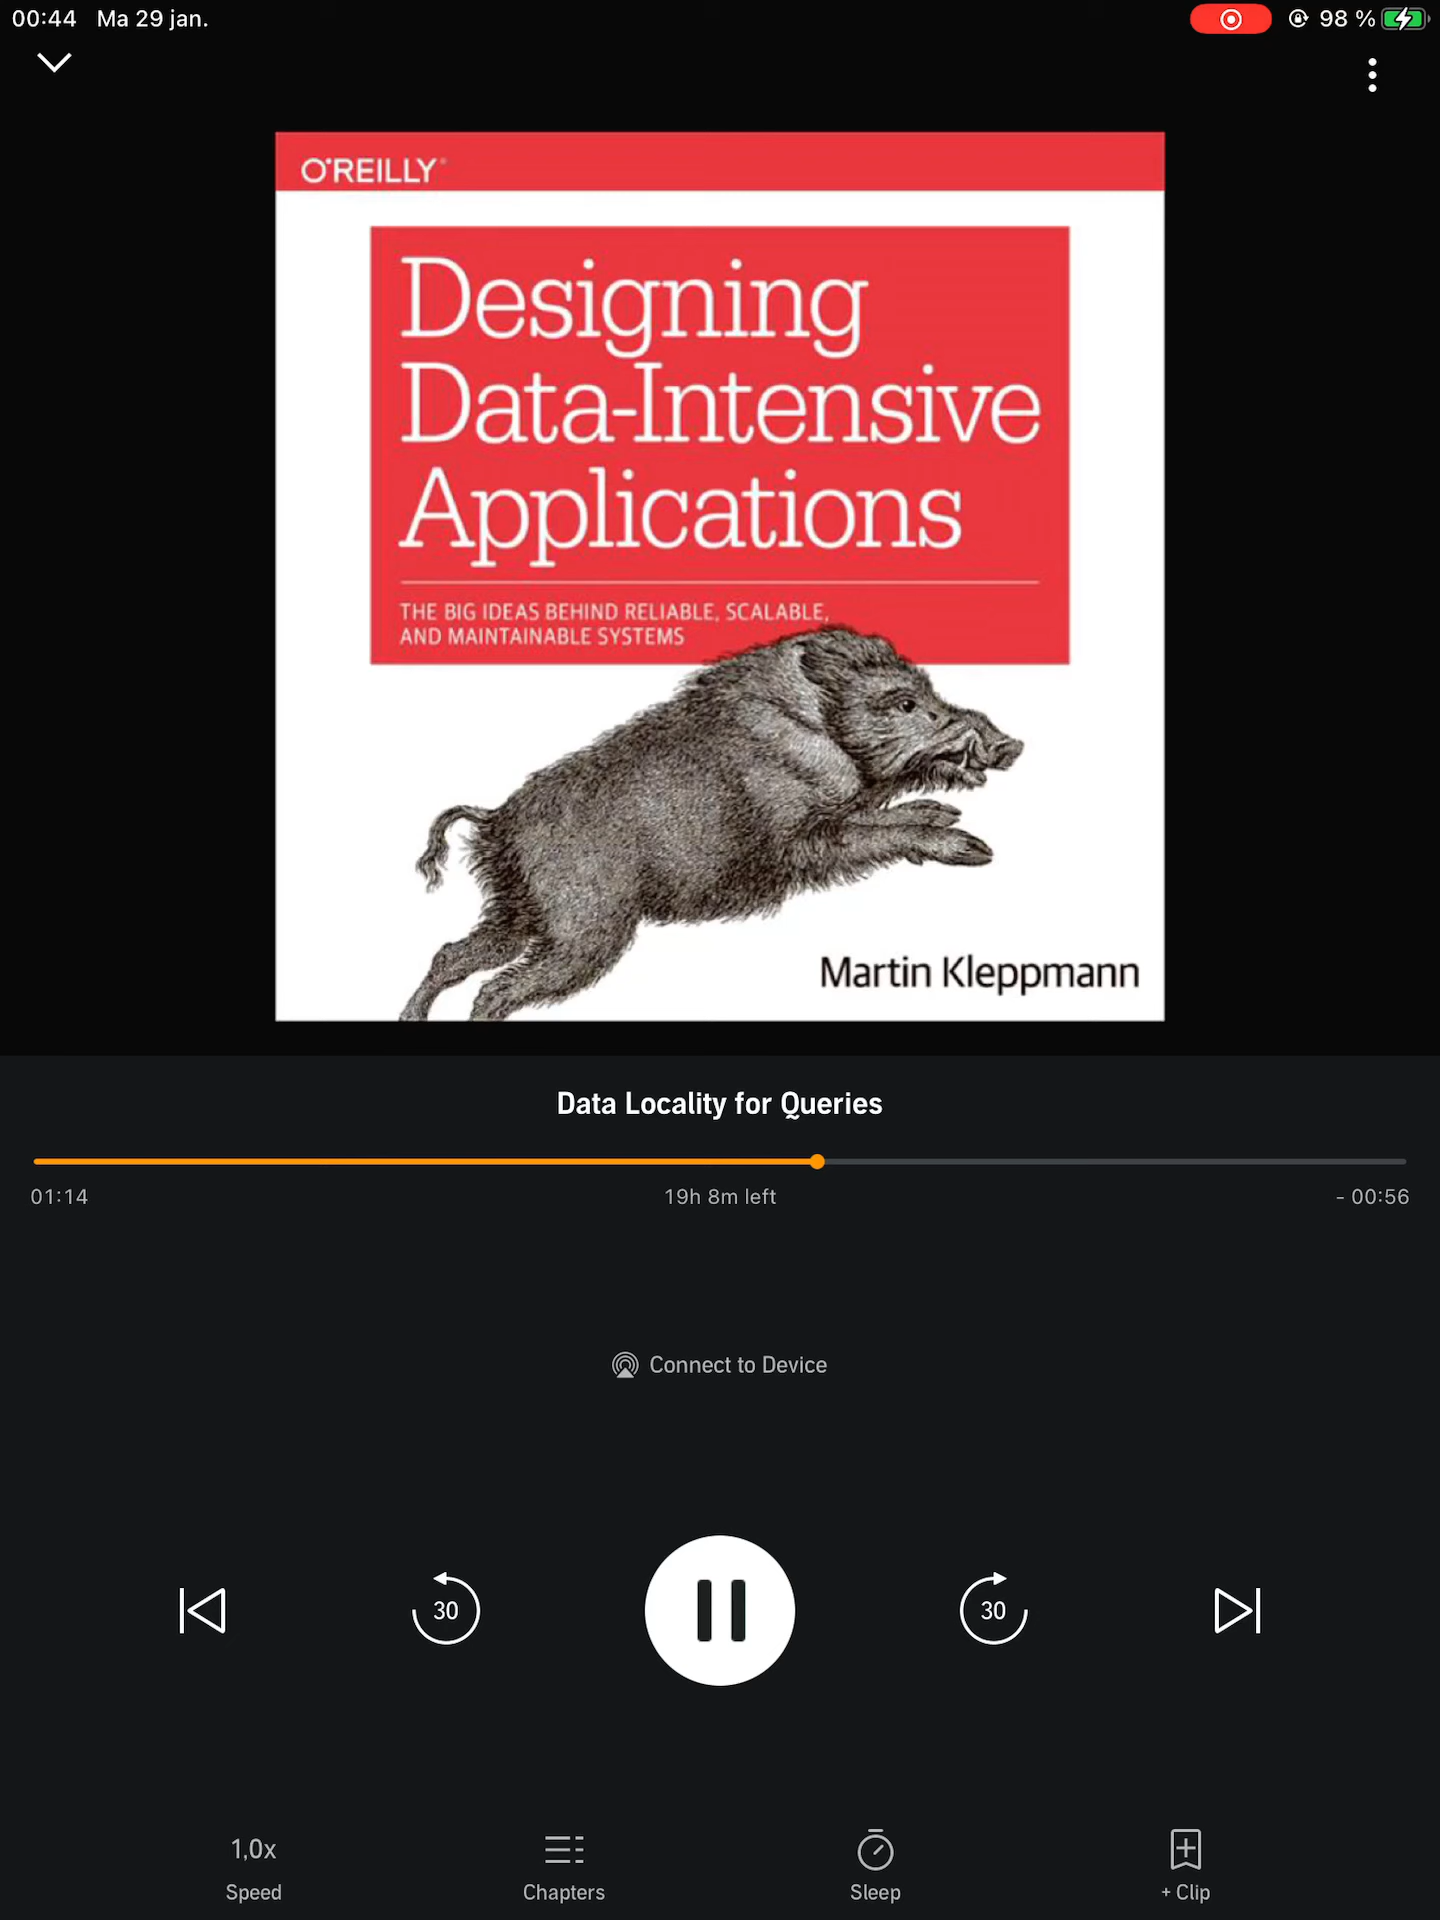 00:44 Ma 29 jan. 98 %
O'REILLY®
Designing
Data-Intensive
Applications
THE BIG IDEAS BEHIND RELIABLE, SCALABLE,
AND MAINTAINABLE SYSTEMS
Martin Kleppmann
Data Locality for Queries
01:14 19h 8m left - 00:56
Connect to Device
30 30
1,0x
Speed Chapters Sleep + Clip